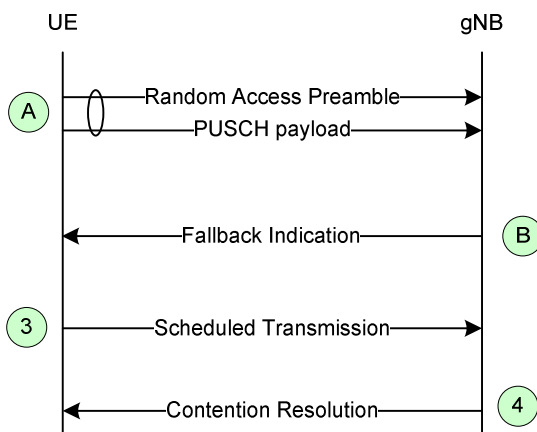 UE
gNB
A
Random Access Preamble
PUSCH payload
Fallback Indication
B
3
Scheduled Transmission
Contention Resolution
4